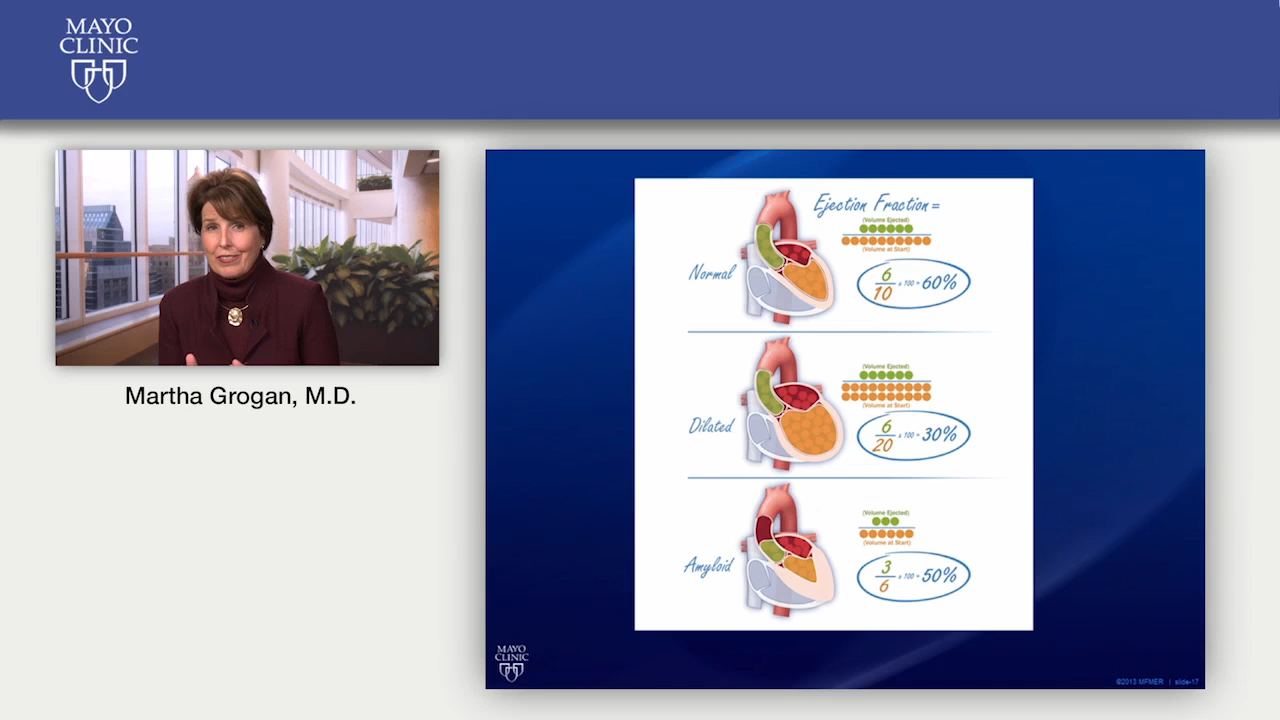 MAYO
CLINIC
Martha Grogan, M.D.
Ejection Fraction =
Normal
(Volume Ejected)
(Volume at Start)
6
10
x 100 = 60%
Dilated
(Volume Ejected)
(Volume at Start)
6
20
x 100 = 30%
Amyloid
(Volume Ejected)
(Volume at Start)
3
6
x 100 = 50%
MAYO
CLINIC
©2013 MFMER | slide-17